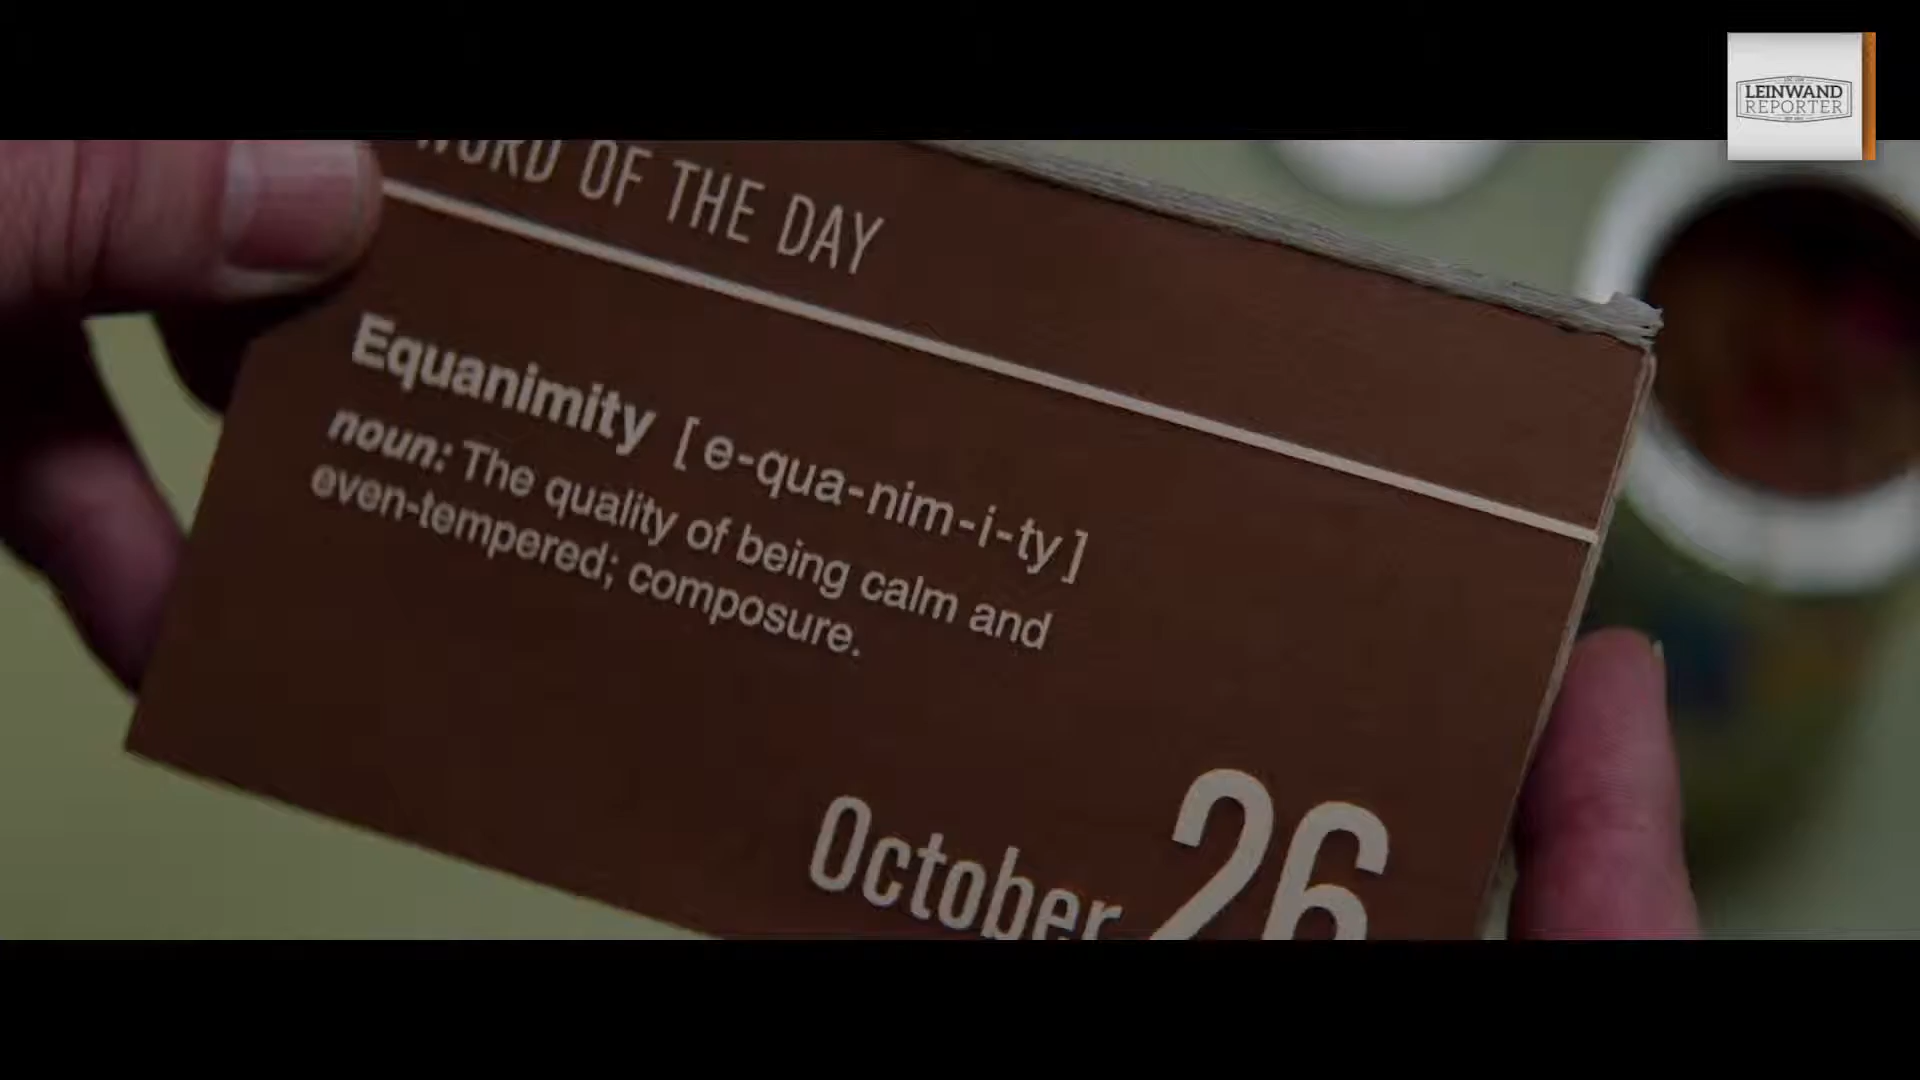 LEINWAND
REPORTER
WORD OF THE DAY
Equanimity [ e-qua-nim-i-ty ]
noun: The quality of being calm and
even-tempered; composure.
October 26